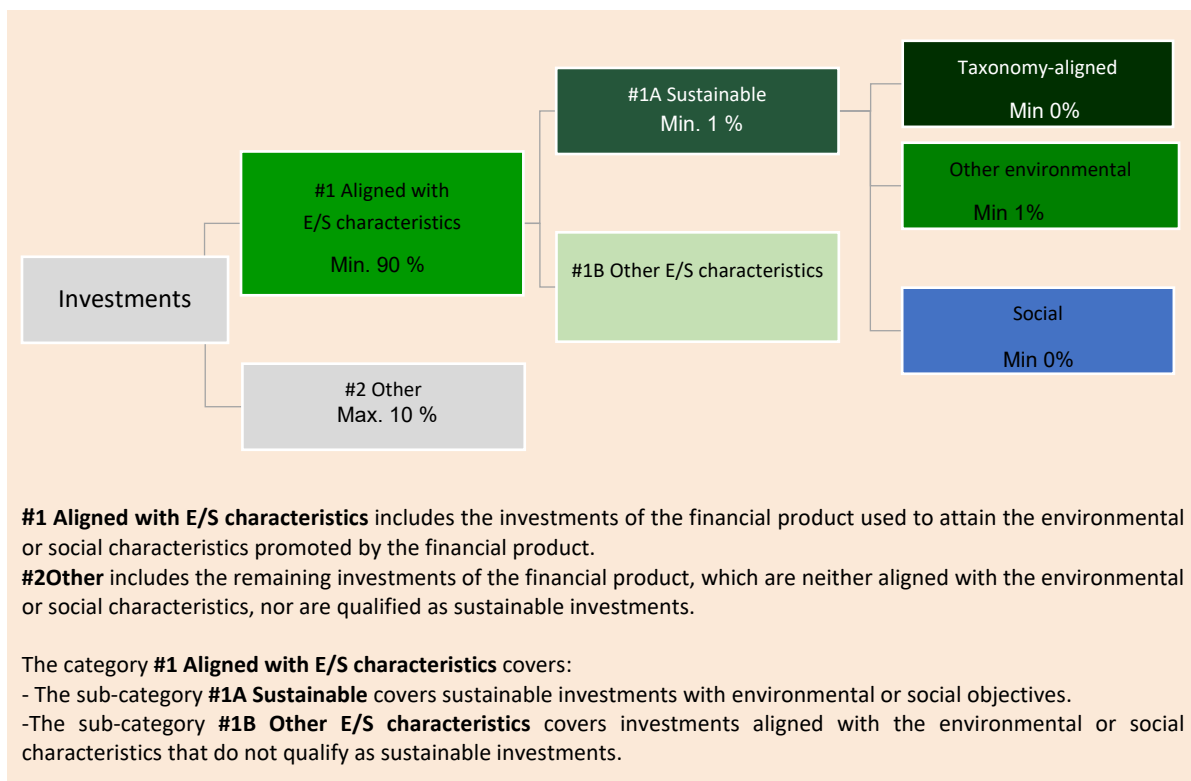 Investments
#1 Aligned with
E/S characteristics
Min. 90 %
#2 Other
Max. 10 %
#1A Sustainable
Min. 1 %
#1B Other E/S characteristics
Taxonomy-aligned
Min 0%
Other environmental
Min 1%
Social
Min 0%
#1 Aligned with E/S characteristics includes the investments of the financial product used to attain the environmental
or social characteristics promoted by the financial product.
#2Other includes the remaining investments of the financial product, which are neither aligned with the environmental
or social characteristics, nor are qualified as sustainable investments.
The category #1 Aligned with E/S characteristics covers:
- The sub-category #1A Sustainable covers sustainable investments with environmental or social objectives.
-The sub-category #1B Other E/S characteristics covers investments aligned with the environmental or social
characteristics that do not qualify as sustainable investments.